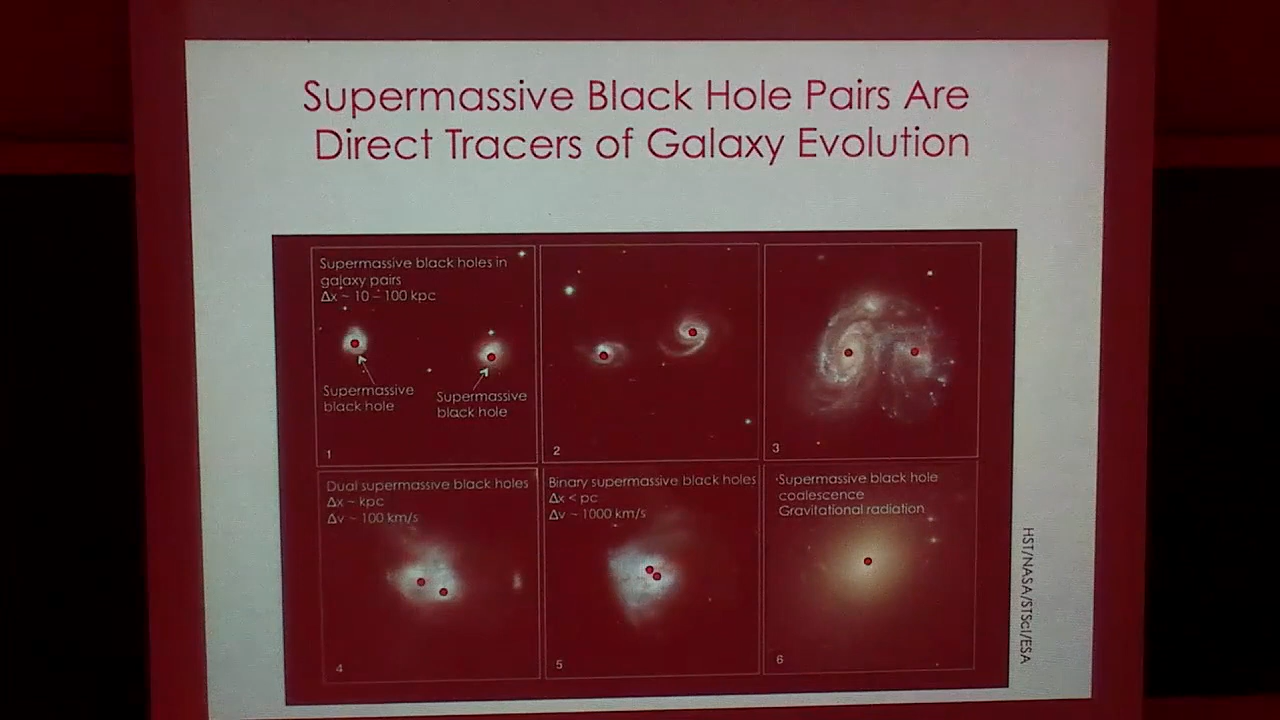 Supermassive Black Hole Pairs Are
Direct Tracers of Galaxy Evolution
Supermassive black holes in
galaxy pairs
Δx ~ 10 – 100 kpc
Supermassive
black hole
Supermassive
black hole
1
2
3
Dual supermassive black holes
Δx ~ kpc
Δv ~ 100 km/s
4
Binary supermassive black holes
Δx < pc
Δv ~ 1000 km/s
5
Supermassive black hole
coalescence
Gravitational radiation
6
HST/NASA/STScI/ESA